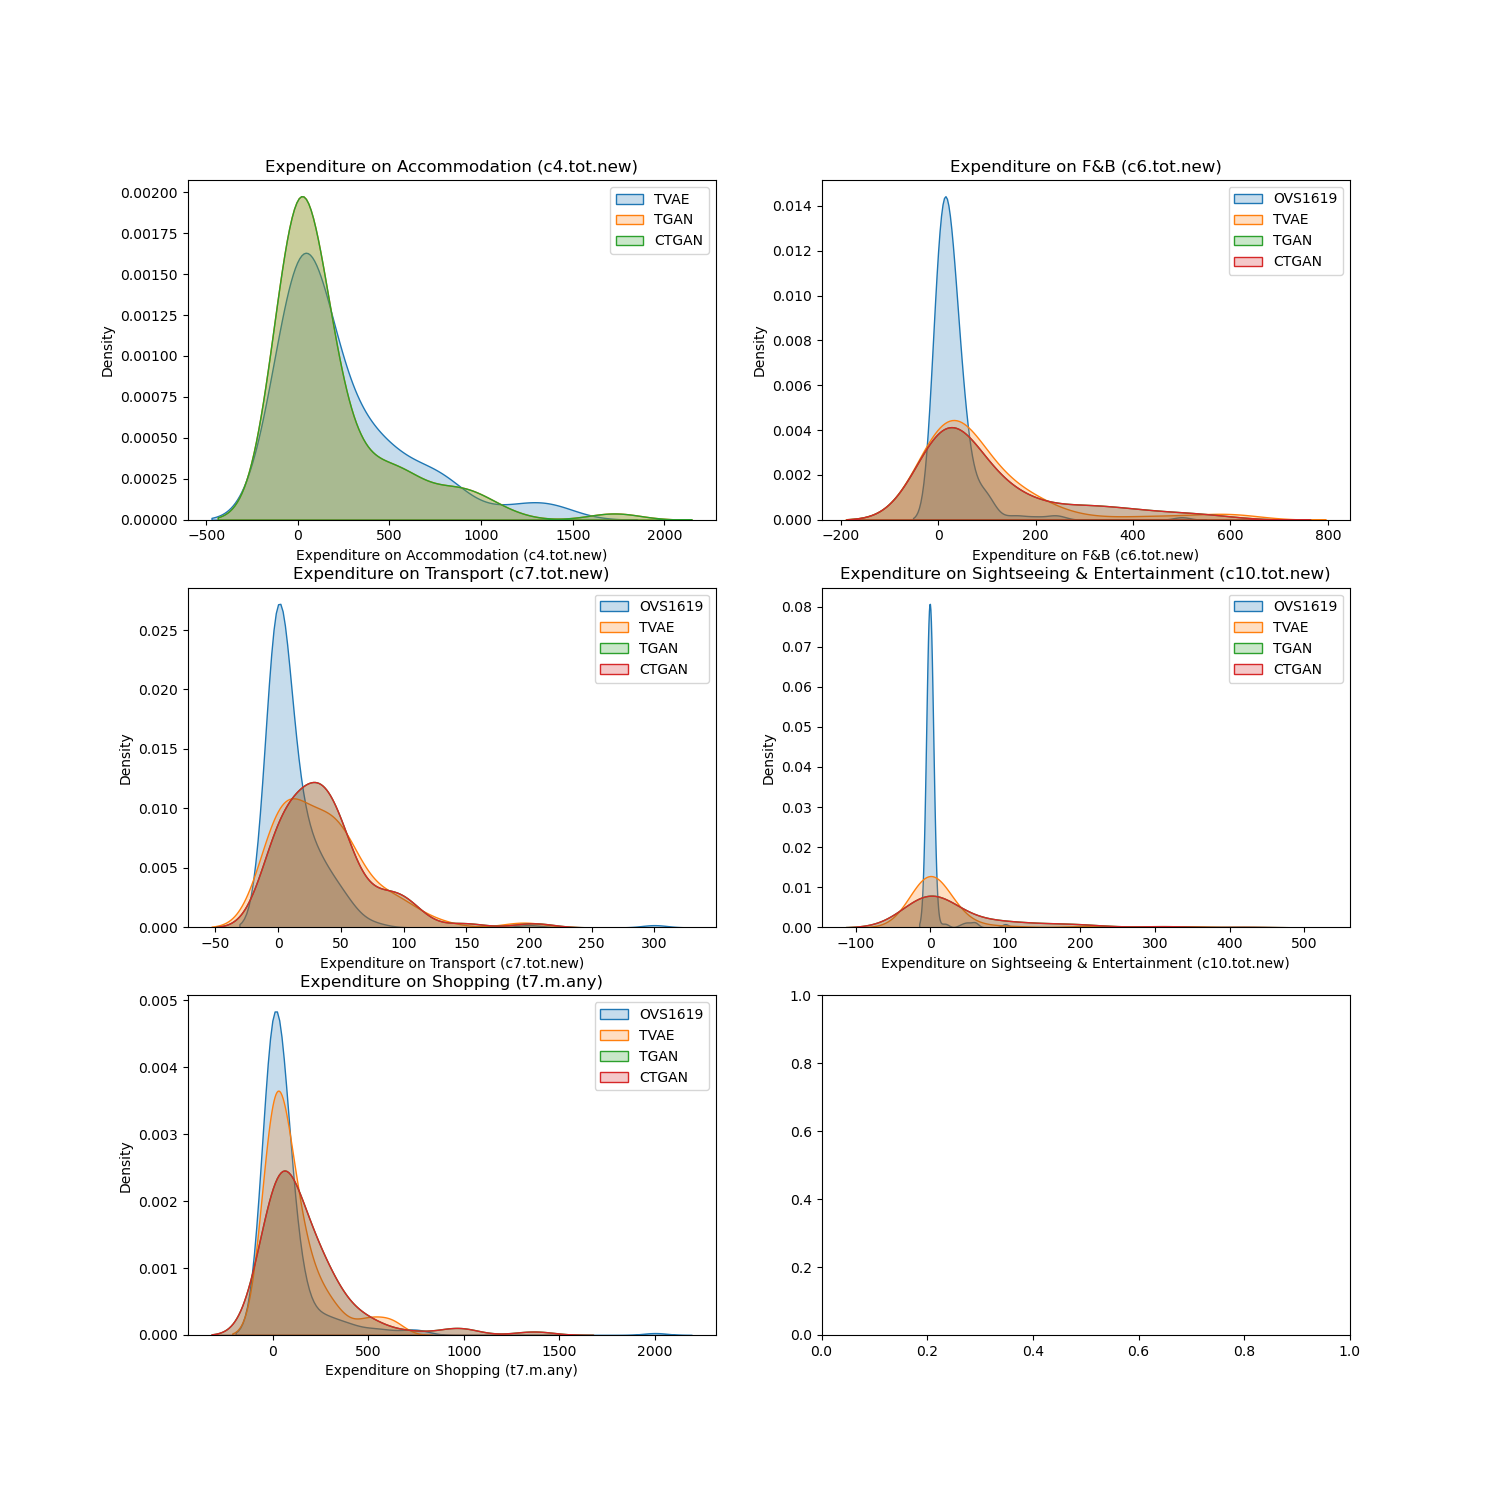 Expenditure on Accommodation (c4.tot.new)
0.00200
0.00175
0.00150
0.00125
0.00100
0.00075
0.00050
0.00025
0.00000
Density
TVAE
TGAN
CTGAN
−500 0 500 1000 1500 2000
Expenditure on Accommodation (c4.tot.new)
Expenditure on F&B (c6.tot.new)
0.014
0.012
0.010
0.008
0.006
0.004
0.002
0.000
Density
OVS1619
TVAE
TGAN
CTGAN
−200 0 200 400 600 800
Expenditure on F&B (c6.tot.new)
Expenditure on Transport (c7.tot.new)
0.025
0.020
0.015
0.010
0.005
0.000
Density
OVS1619
TVAE
TGAN
CTGAN
−50 0 50 100 150 200 250 300
Expenditure on Transport (c7.tot.new)
Expenditure on Sightseeing & Entertainment (c10.tot.new)
0.08
0.07
0.06
0.05
0.04
0.03
0.02
0.01
0.00
Density
OVS1619
TVAE
TGAN
CTGAN
−100 0 100 200 300 400 500
Expenditure on Sightseeing & Entertainment (c10.tot.new)
Expenditure on Shopping (t7.m.any)
0.005
0.004
0.003
0.002
0.001
0.000
Density
OVS1619
TVAE
TGAN
CTGAN
0 500 1000 1500 2000
Expenditure on Shopping (t7.m.any)
1.0
0.8
0.6
0.4
0.2
0.0
0.0 0.2 0.4 0.6 0.8 1.0